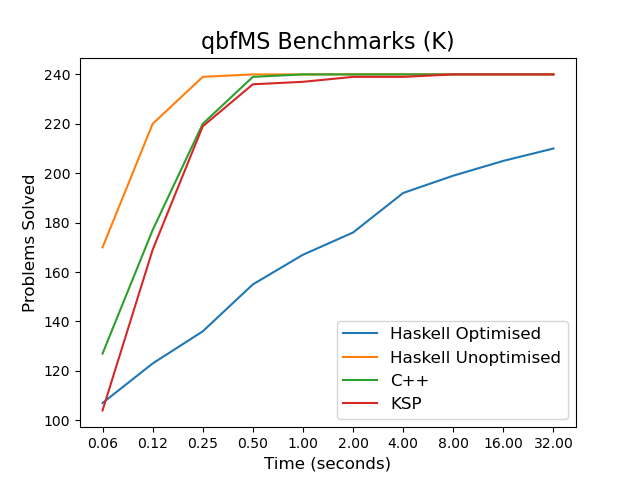 qbfMS Benchmarks (K)
Problems Solved
240
220
200
180
160
140
120
100
Haskell Optimised
Haskell Unoptimised
C++
KSP
0.06 0.12 0.25 0.50 1.00 2.00 4.00 8.00 16.00 32.00
Time (seconds)